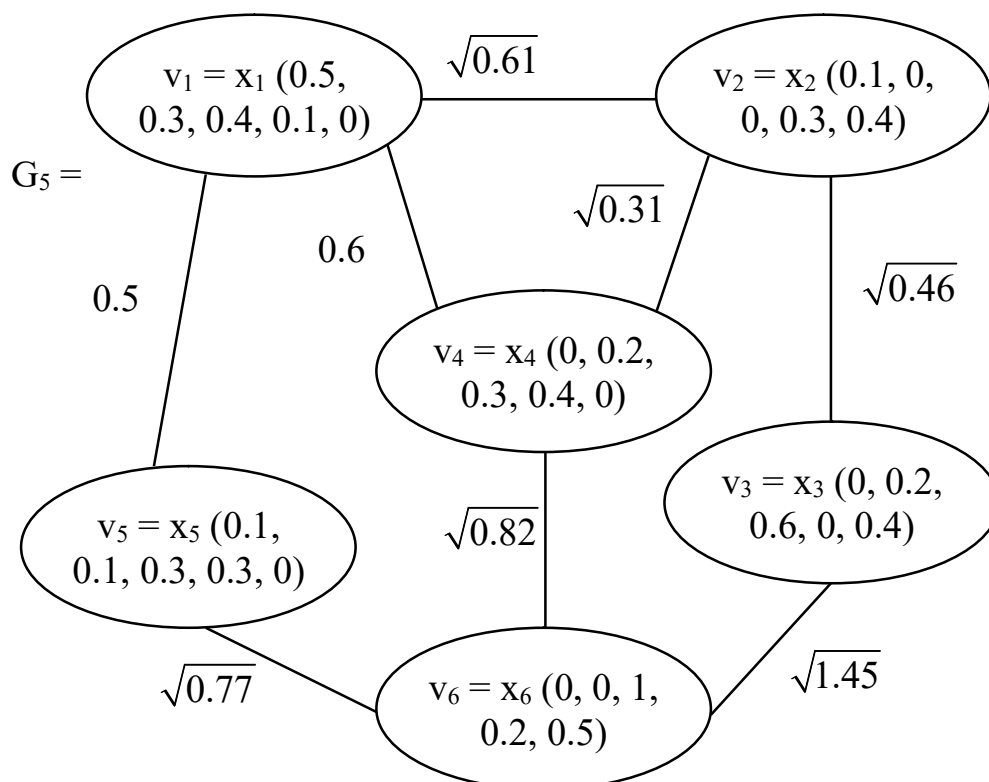 v₁ = x₁ (0.5,
0.3, 0.4, 0.1, 0)
√0.61
v₂ = x₂ (0.1, 0,
0, 0.3, 0.4)
G₅ =
0.5
0.6
√0.31
√0.46
v₄ = x₄ (0, 0.2,
0.3, 0.4, 0)
v₅ = x₅ (0.1,
0.1, 0.3, 0.3, 0)
√0.82
v₃ = x₃ (0, 0.2,
0.6, 0, 0.4)
√0.77
v₆ = x₆ (0, 0, 1,
0.2, 0.5)
√1.45